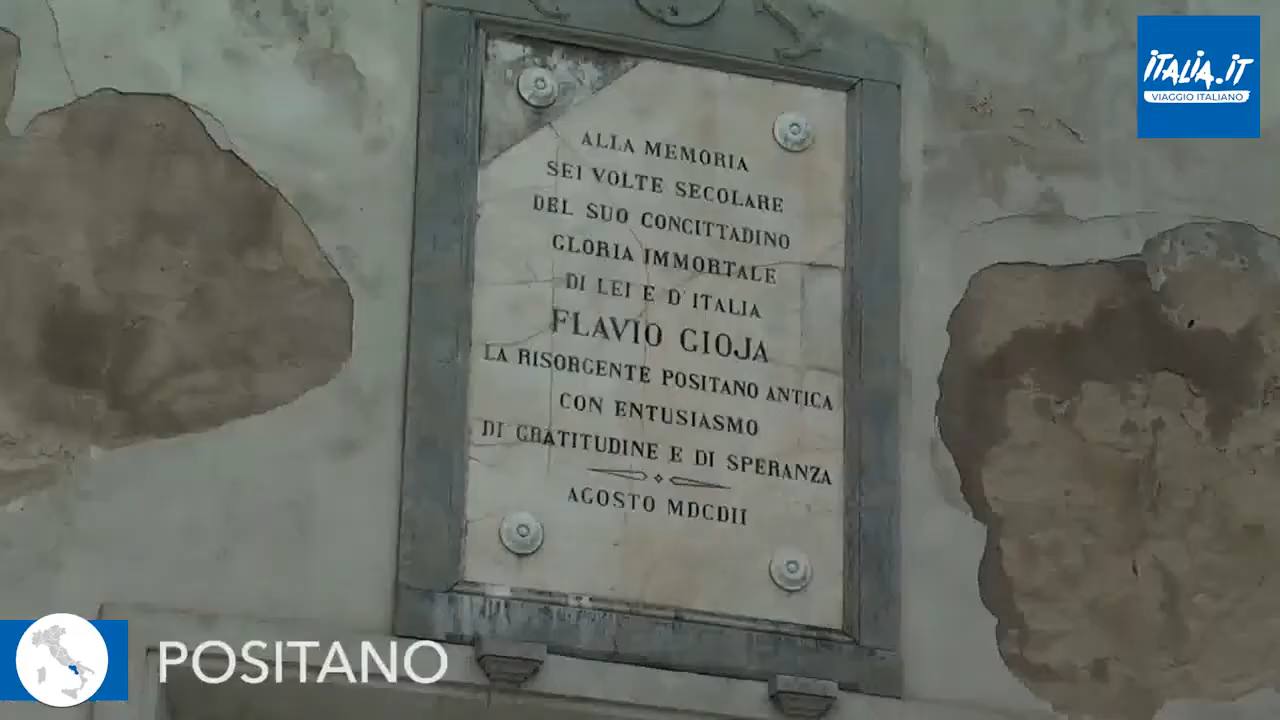 ITALIA.IT
VIAGGIO ITALIANO
ALLA MEMORIA
SEI VOLTE SECOLARE
DEL SUO CONCITTADINO
GLORIA IMMORTALE
DI LEI E D'ITALIA
FLAVIO GIOJA
LA RISORGENTE POSITANO ANTICA
CON ENTUSIASMO
DI GRATITUDINE E DI SPERANZA
AGOSTO MDCDII
POSITANO